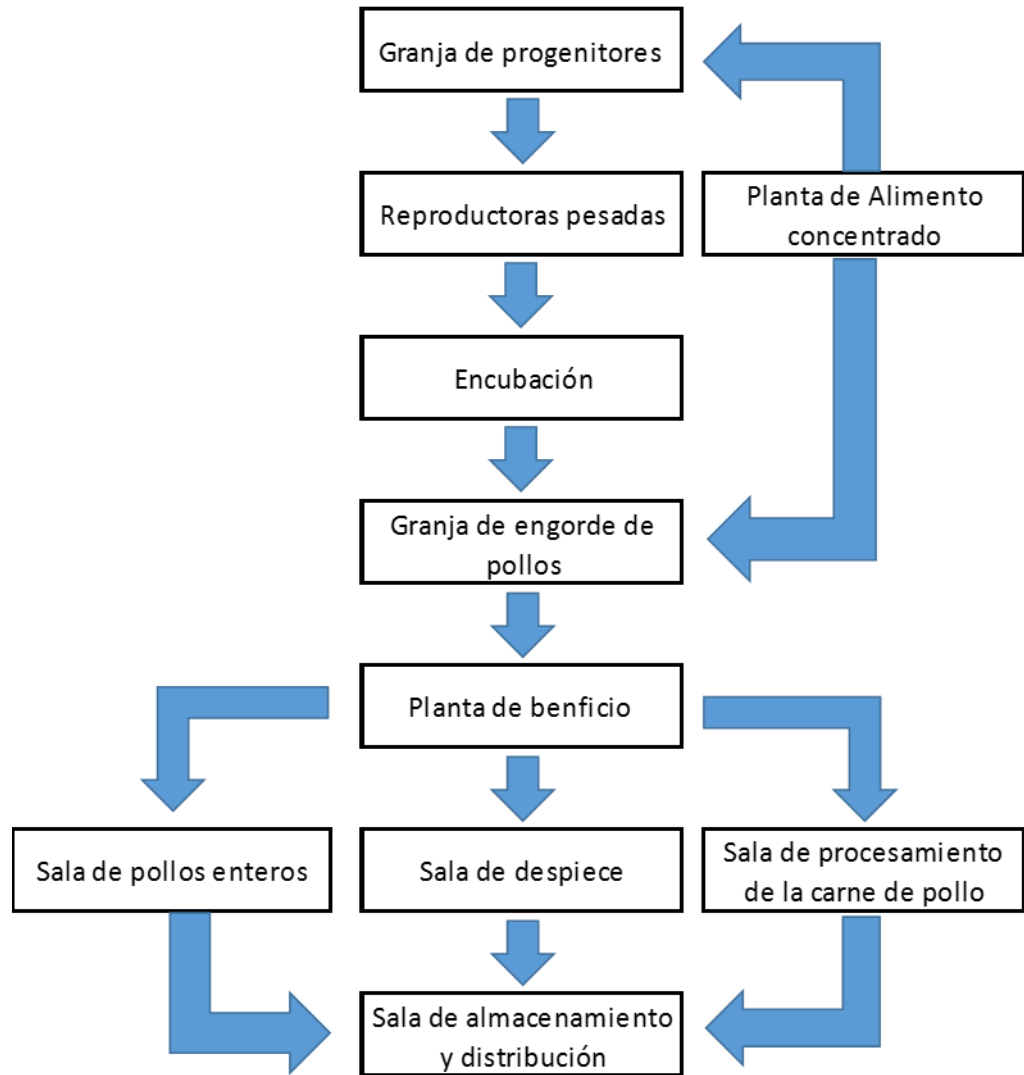 Granja de progenitores
Reproductoras pesadas
Planta de Alimento
concentrado
Encubación
Granja de engorde de
pollos
Planta de benficio
Sala de pollos enteros
Sala de despiece
Sala de procesamiento
de la carne de pollo
Sala de almacenamiento
y distribución